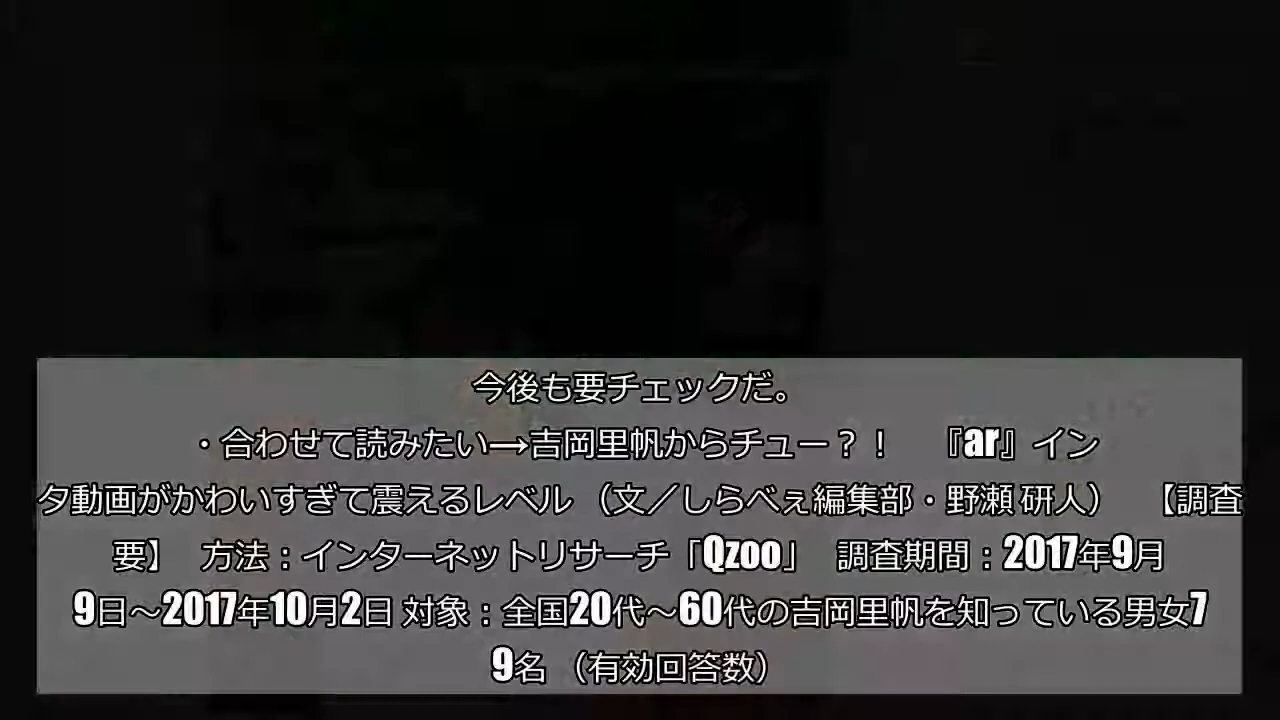 今後も要チェックだ。
・合わせて読みたい→吉岡里帆からチュー？！　『ar』イン
タ動画がかわいすぎて震えるレベル （文／しらべぇ編集部・野瀬 研人）　【調査
要】　方法：インターネットリサーチ「Qzoo」　調査期間：2017年9月
9日～2017年10月2日 対象：全国20代～60代の吉岡里帆を知っている男女7
9名 （有効回答数）